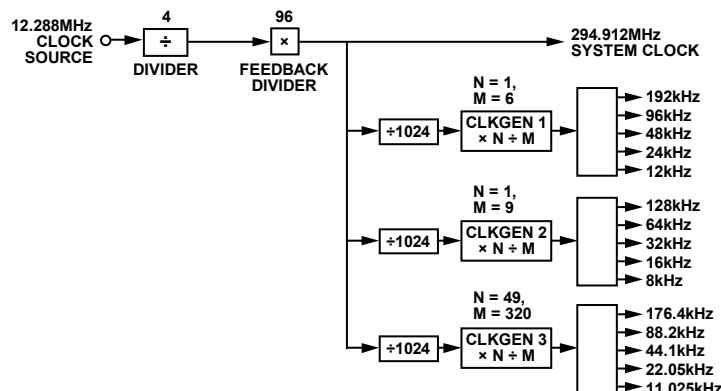 4
96
12.288MHz
CLOCK
SOURCE
÷
×
294.912MHz
SYSTEM CLOCK
DIVIDER
FEEDBACK
DIVIDER
N = 1,
M = 6
÷1024
CLKGEN 1
× N ÷ M
192kHz
96kHz
48kHz
24kHz
12kHz
N = 1,
M = 9
÷1024
CLKGEN 2
× N ÷ M
128kHz
64kHz
32kHz
16kHz
8kHz
N = 49,
M = 320
÷1024
CLKGEN 3
× N ÷ M
176.4kHz
88.2kHz
44.1kHz
22.05kHz
11.025kHz